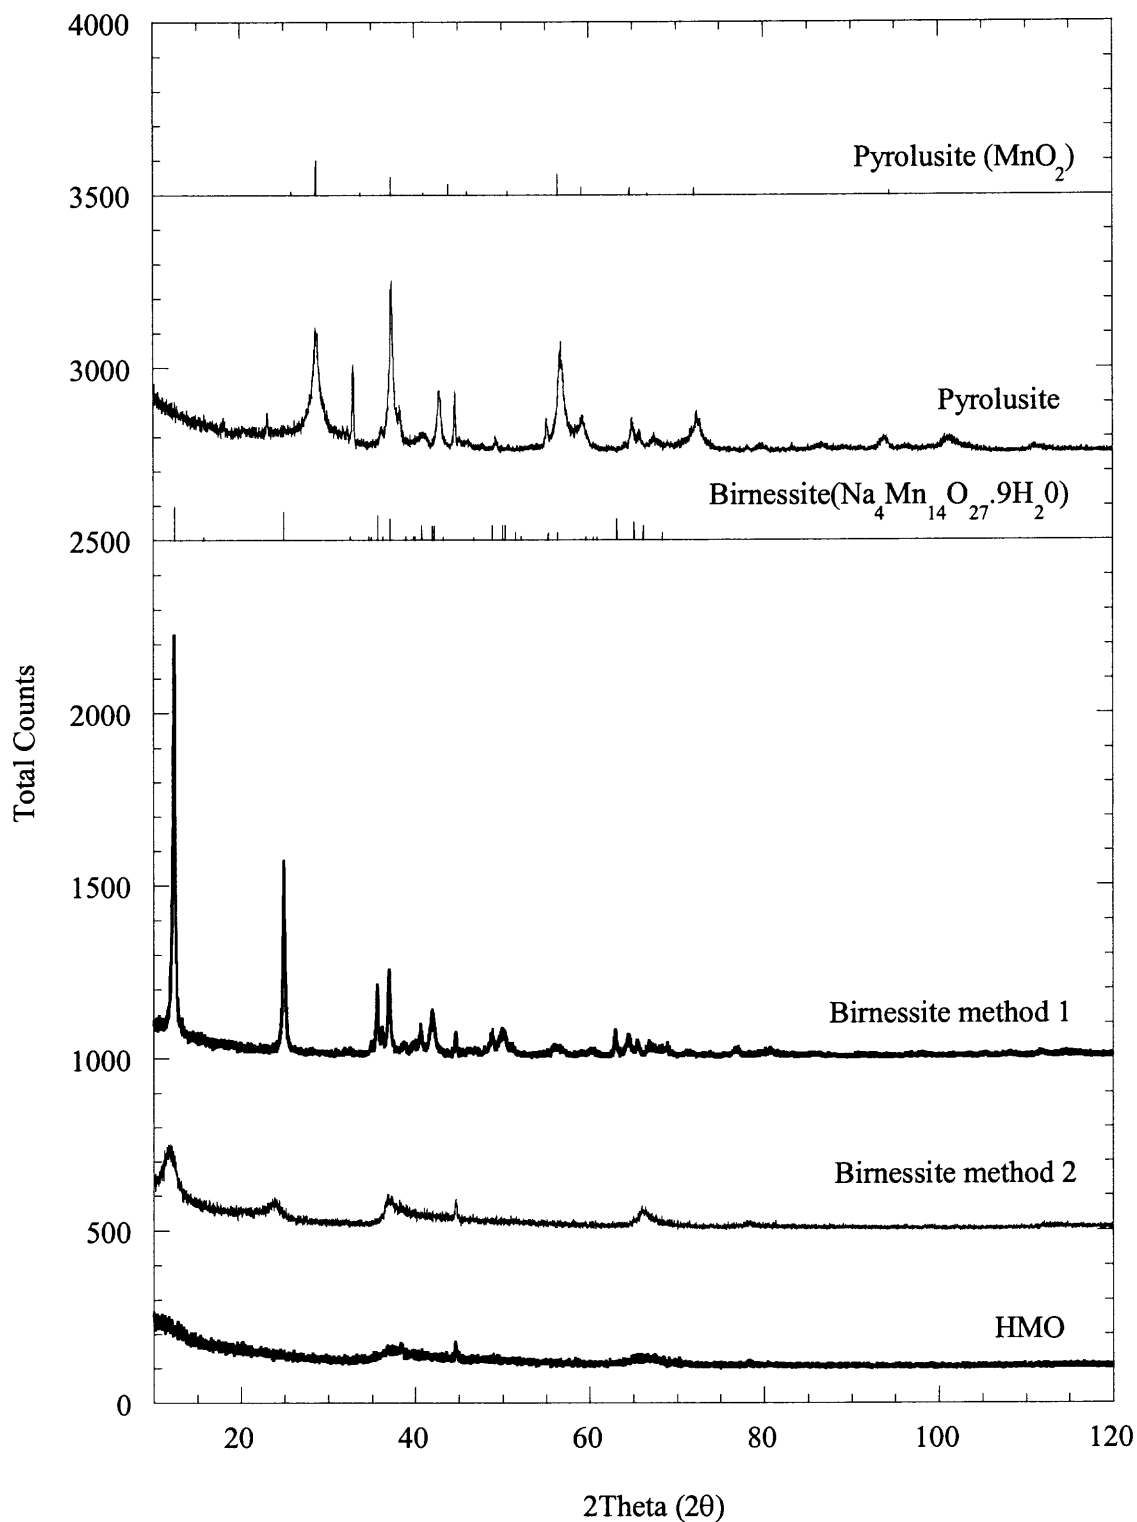 4000
Pyrolusite (MnO2)
3500
3000
Pyrolusite
Birnessite(Na4Mn14O27.9H20)
2500
Total Counts
2000
1500
Birnessite method 1
1000
Birnessite method 2
500
HMO
0
20 40 60 80 100 120
2Theta (2θ)